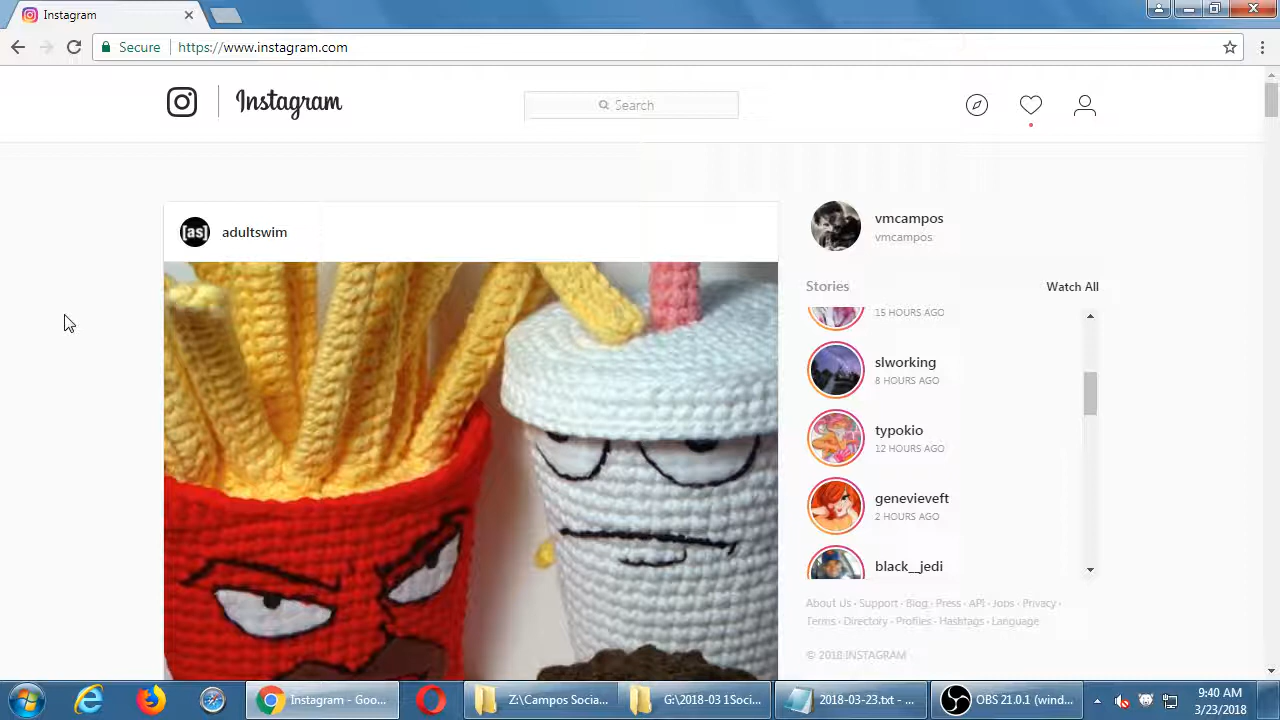 Instagram
Secure
https://www.instagram.com
Instagram
Search
[as]
adultswim
vmcampos
vmcampos
Stories
Watch All
15 HOURS AGO
slworking
8 HOURS AGO
typokio
12 HOURS AGO
genevieveft
2 HOURS AGO
black__jedi
About Us · Support · Blog · Press · API · Jobs · Privacy ·
Terms · Directory · Profiles · Hashtags · Language
© 2018 INSTAGRAM
Instagram - Goo...
Z:\Campos Socia...
G:\2018-03 1Soci...
2018-03-23.txt - ...
OBS 21.0.1 (wind...
9:40 AM
3/23/2018